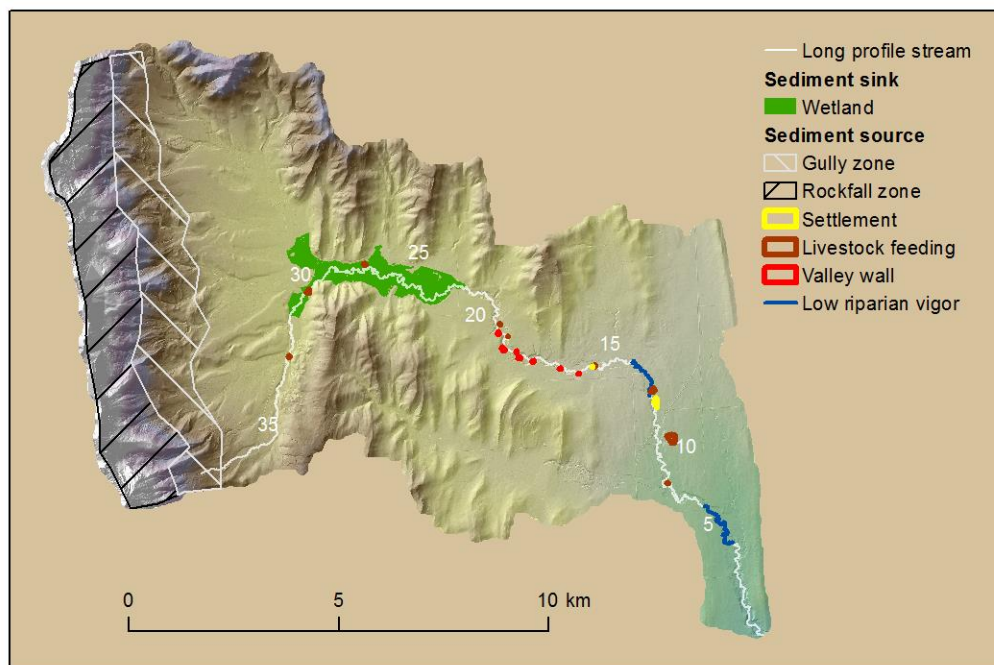 Long profile stream
Sediment sink
Wetland
Sediment source
Gully zone
Rockfall zone
Settlement
Livestock feeding
Valley wall
Low riparian vigor
25
30
20
15
35
10
5
0 5 10 km